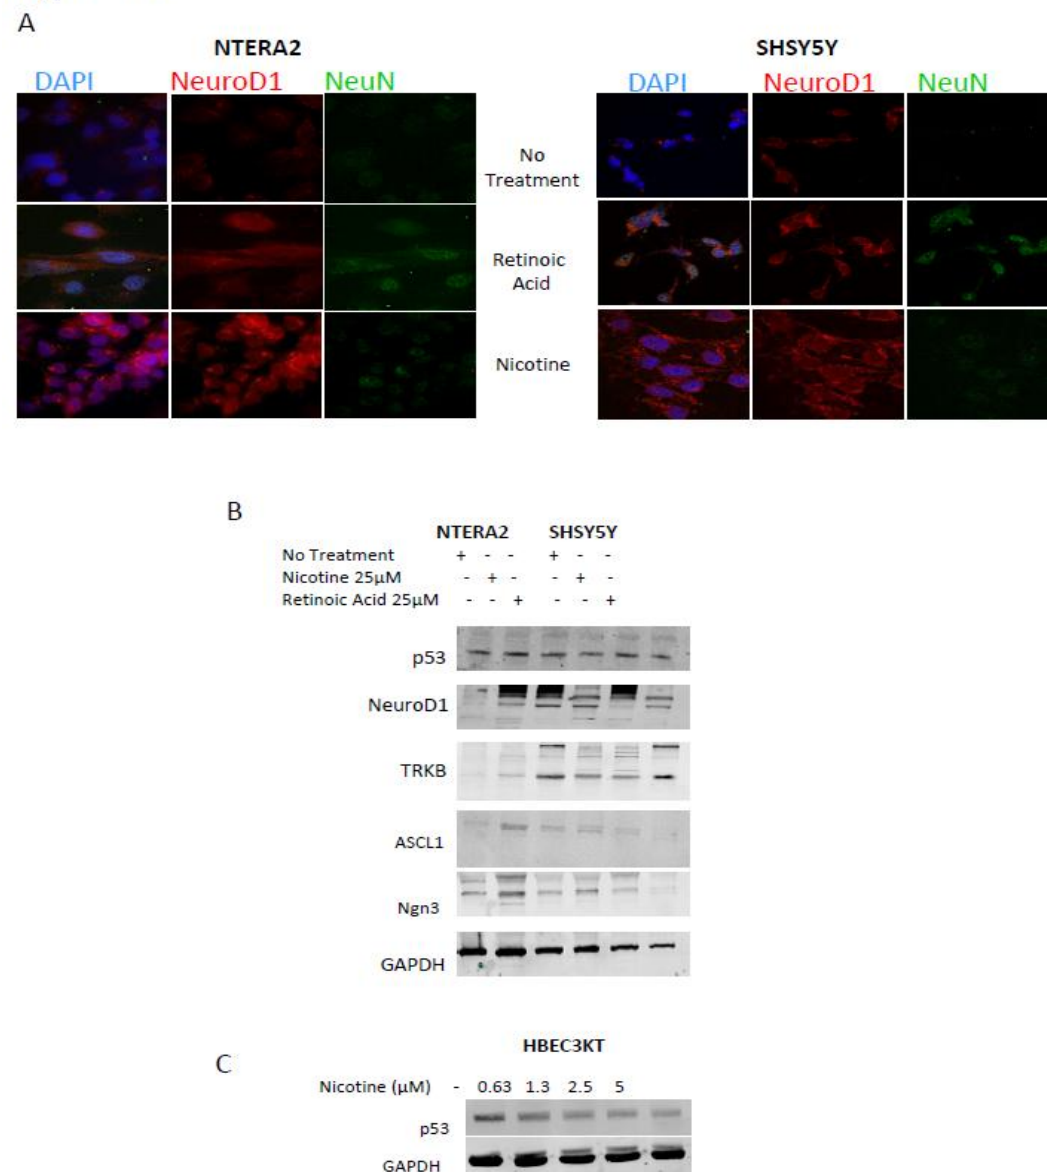 A
NTERA2
SHSY5Y
DAPI NeuroD1 NeuN
DAPI NeuroD1 NeuN
No
Treatment
Retinoic
Acid
Nicotine
B
NTERA2 SHSY5Y
No Treatment + - - + - -
Nicotine 25µM - + - - + -
Retinoic Acid 25µM - - + - - +
p53
NeuroD1
TRKB
ASCL1
Ngn3
GAPDH
C
HBEC3KT
Nicotine (µM) - 0.63 1.3 2.5 5
p53
GAPDH